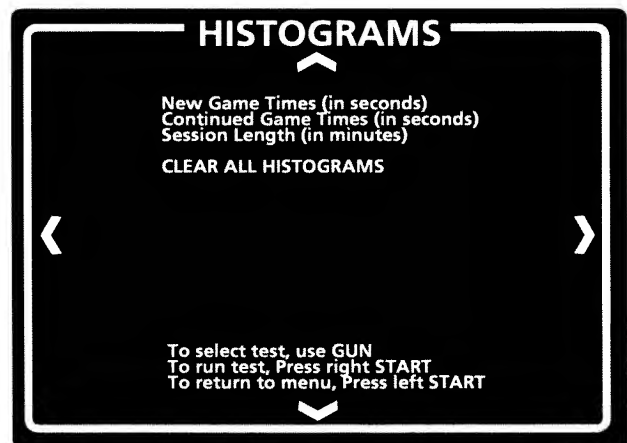 HISTOGRAMS
New Game Times (in seconds)
Continued Game Times (in seconds)
Session Length (in minutes)
CLEAR ALL HISTOGRAMS
To select test, use GUN
To run test, Press right START
To return to menu, Press left START